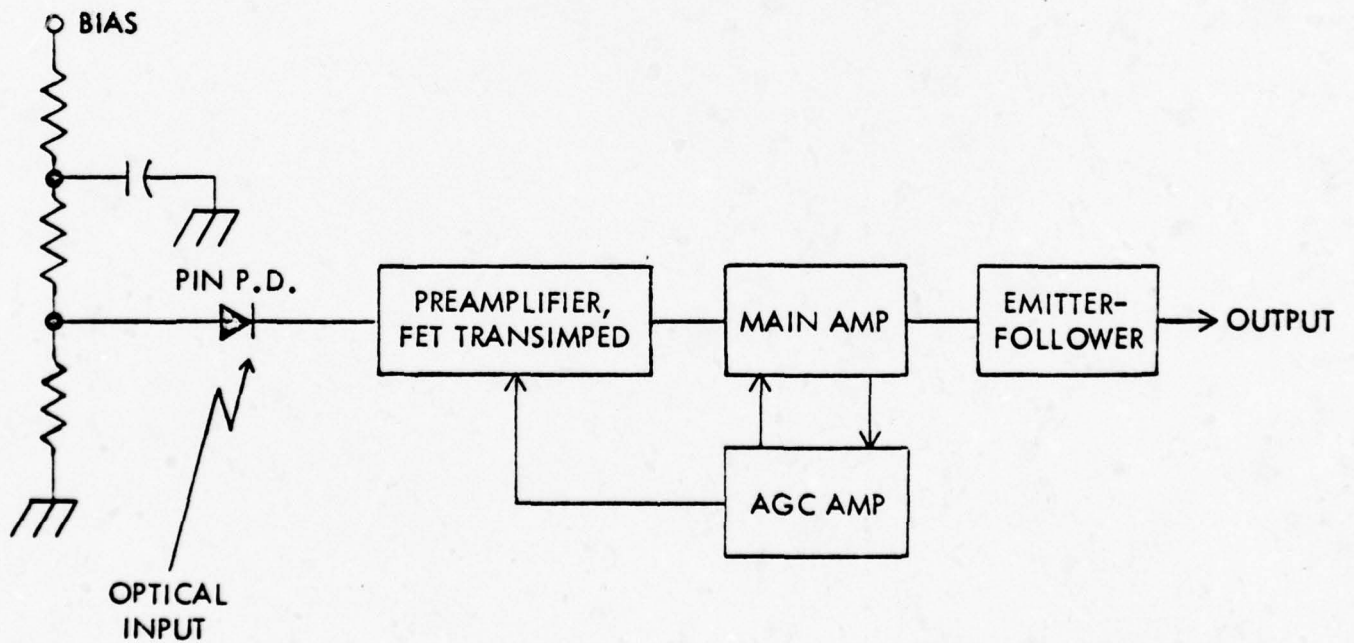 BIAS
PIN P.D.
PREAMPLIFIER,
FET TRANSIMPED
MAIN AMP
EMITTER-
FOLLOWER
OUTPUT
AGC AMP
OPTICAL
INPUT